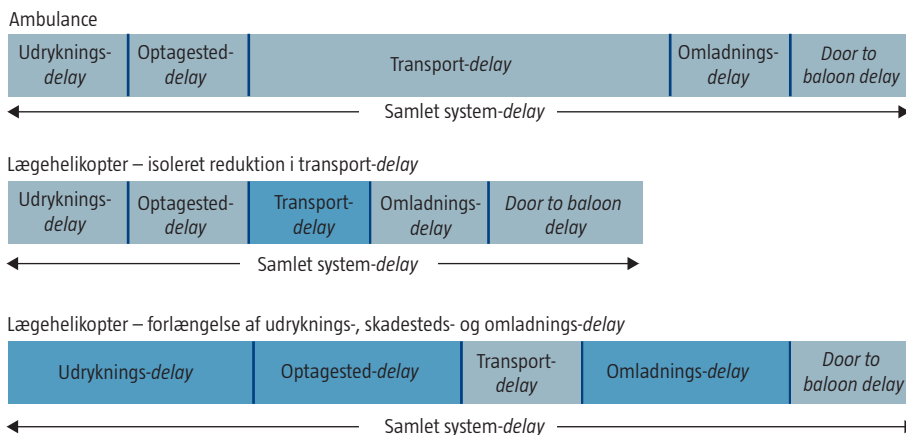 Ambulance
Udryknings-
delay
Optagested-
delay
Transport-delay
Omladnings-
delay
Door to
baloon delay
Samlet system-delay
Lægehelikopter – isoleret reduktion i transport-delay
Udryknings-
delay
Optagested-
delay
Transport-
delay
Omladnings-
delay
Door to baloon
delay
Samlet system-delay
Lægehelikopter – forlængelse af udryknings-, skadesteds- og omladnings-delay
Udryknings-delay
Optagested-delay
Transport-
delay
Omladnings-delay
Door to
baloon delay
Samlet system-delay